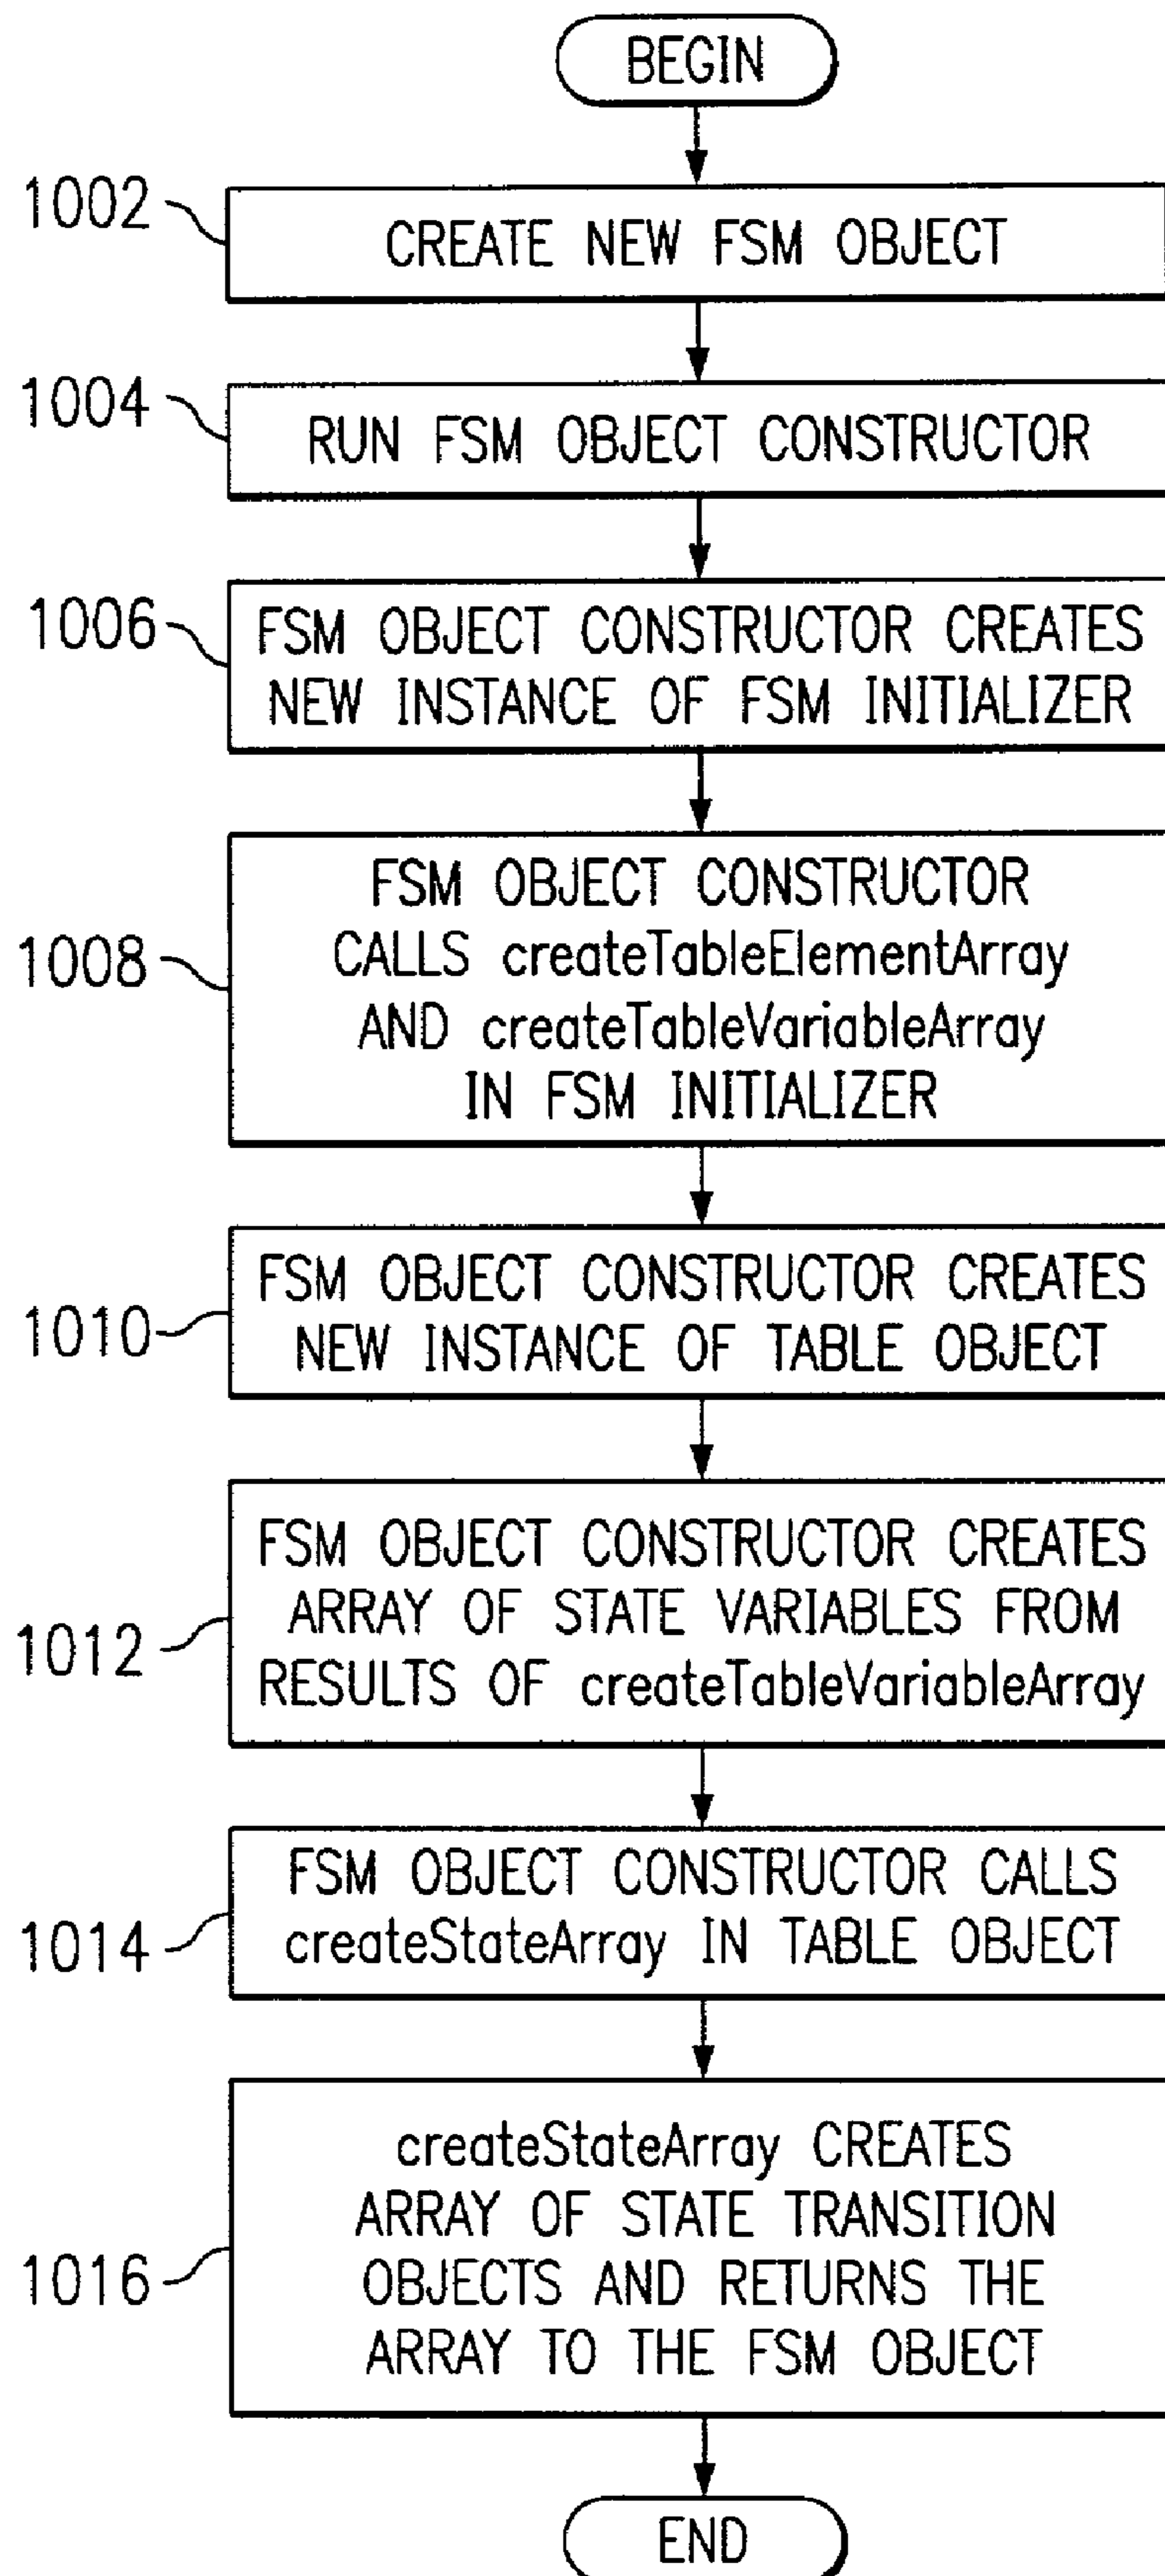 BEGIN
1002
CREATE NEW FSM OBJECT
1004
RUN FSM OBJECT CONSTRUCTOR
1006
FSM OBJECT CONSTRUCTOR CREATES
NEW INSTANCE OF FSM INITIALIZER
1008
FSM OBJECT CONSTRUCTOR
CALLS createTableElementArray
AND createTableVariableArray
IN FSM INITIALIZER
1010
FSM OBJECT CONSTRUCTOR CREATES
NEW INSTANCE OF TABLE OBJECT
1012
FSM OBJECT CONSTRUCTOR CREATES
ARRAY OF STATE VARIABLES FROM
RESULTS OF createTableVariableArray
1014
FSM OBJECT CONSTRUCTOR CALLS
createStateArray IN TABLE OBJECT
1016
createStateArray CREATES
ARRAY OF STATE TRANSITION
OBJECTS AND RETURNS THE
ARRAY TO THE FSM OBJECT
END